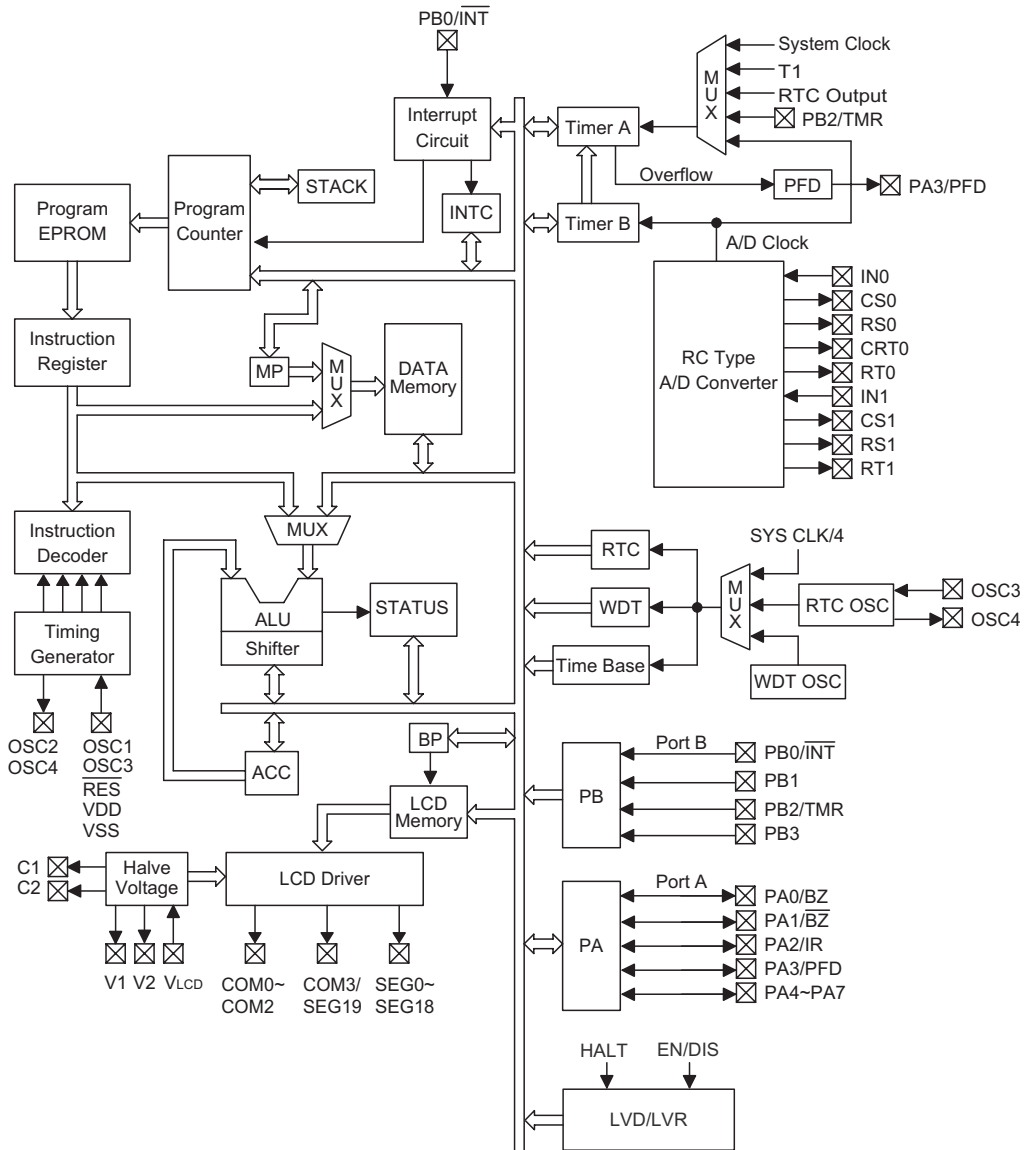 PB0/INT
System Clock
T1
RTC Output
PB2/TMR
MUX
Interrupt
Circuit
Timer A
Overflow
PFD
PA3/PFD
STACK
Program
EPROM
Program
Counter
INTC
Timer B
A/D Clock
IN0
CS0
RS0
CRT0
RT0
IN1
CS1
RS1
RT1
RC Type
A/D Converter
Instruction
Register
MP
MUX
DATA
Memory
MUX
Instruction
Decoder
ALU
Shifter
STATUS
RTC
WDT
Time Base
SYS CLK/4
MUX
RTC OSC
OSC3
OSC4
WDT OSC
Timing
Generator
OSC2
OSC4
OSC1
OSC3
RES
VDD
VSS
ACC
BP
LCD
Memory
PB
Port B
PB0/INT
PB1
PB2/TMR
PB3
C1
C2
Halve
Voltage
LCD Driver
V1
V2
VLCD
COM0~
COM2
COM3/
SEG19
SEG0~
SEG18
PA
Port A
PA0/BZ
PA1/BZ
PA2/IR
PA3/PFD
PA4~PA7
HALT
EN/DIS
LVD/LVR